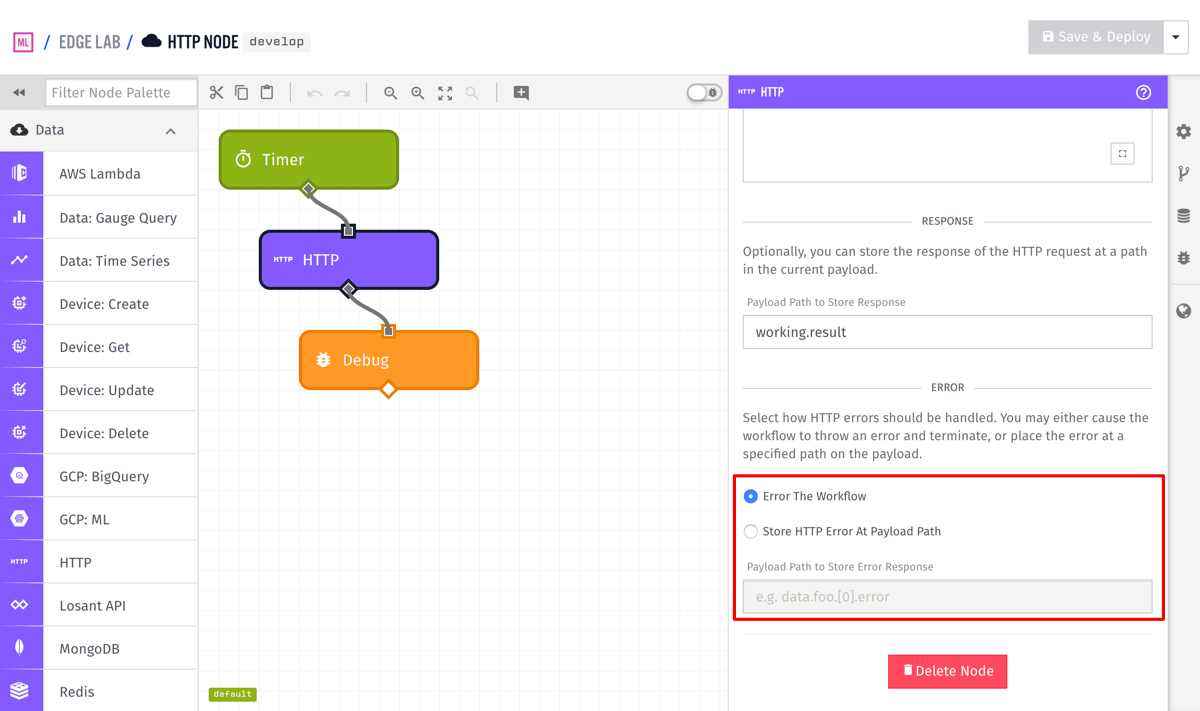 ML / EDGE LAB / HTTP NODE develop
Save & Deploy
Filter Node Palette
Data
AWS Lambda
Data: Gauge Query
Data: Time Series
Device: Create
Device: Get
Device: Update
Device: Delete
GCP: BigQuery
GCP: ML
HTTP HTTP
Losant API
MongoDB
Redis
Timer
HTTP HTTP
Debug
default
HTTP HTTP
RESPONSE
Optionally, you can store the response of the HTTP request at a path
in the current payload.
Payload Path to Store Response
working.result
ERROR
Select how HTTP errors should be handled. You may either cause the
workflow to throw an error and terminate, or place the error at a
specified path on the payload.
Error The Workflow
Store HTTP Error At Payload Path
Payload Path to Store Error Response
e.g. data.foo.[0].error
Delete Node